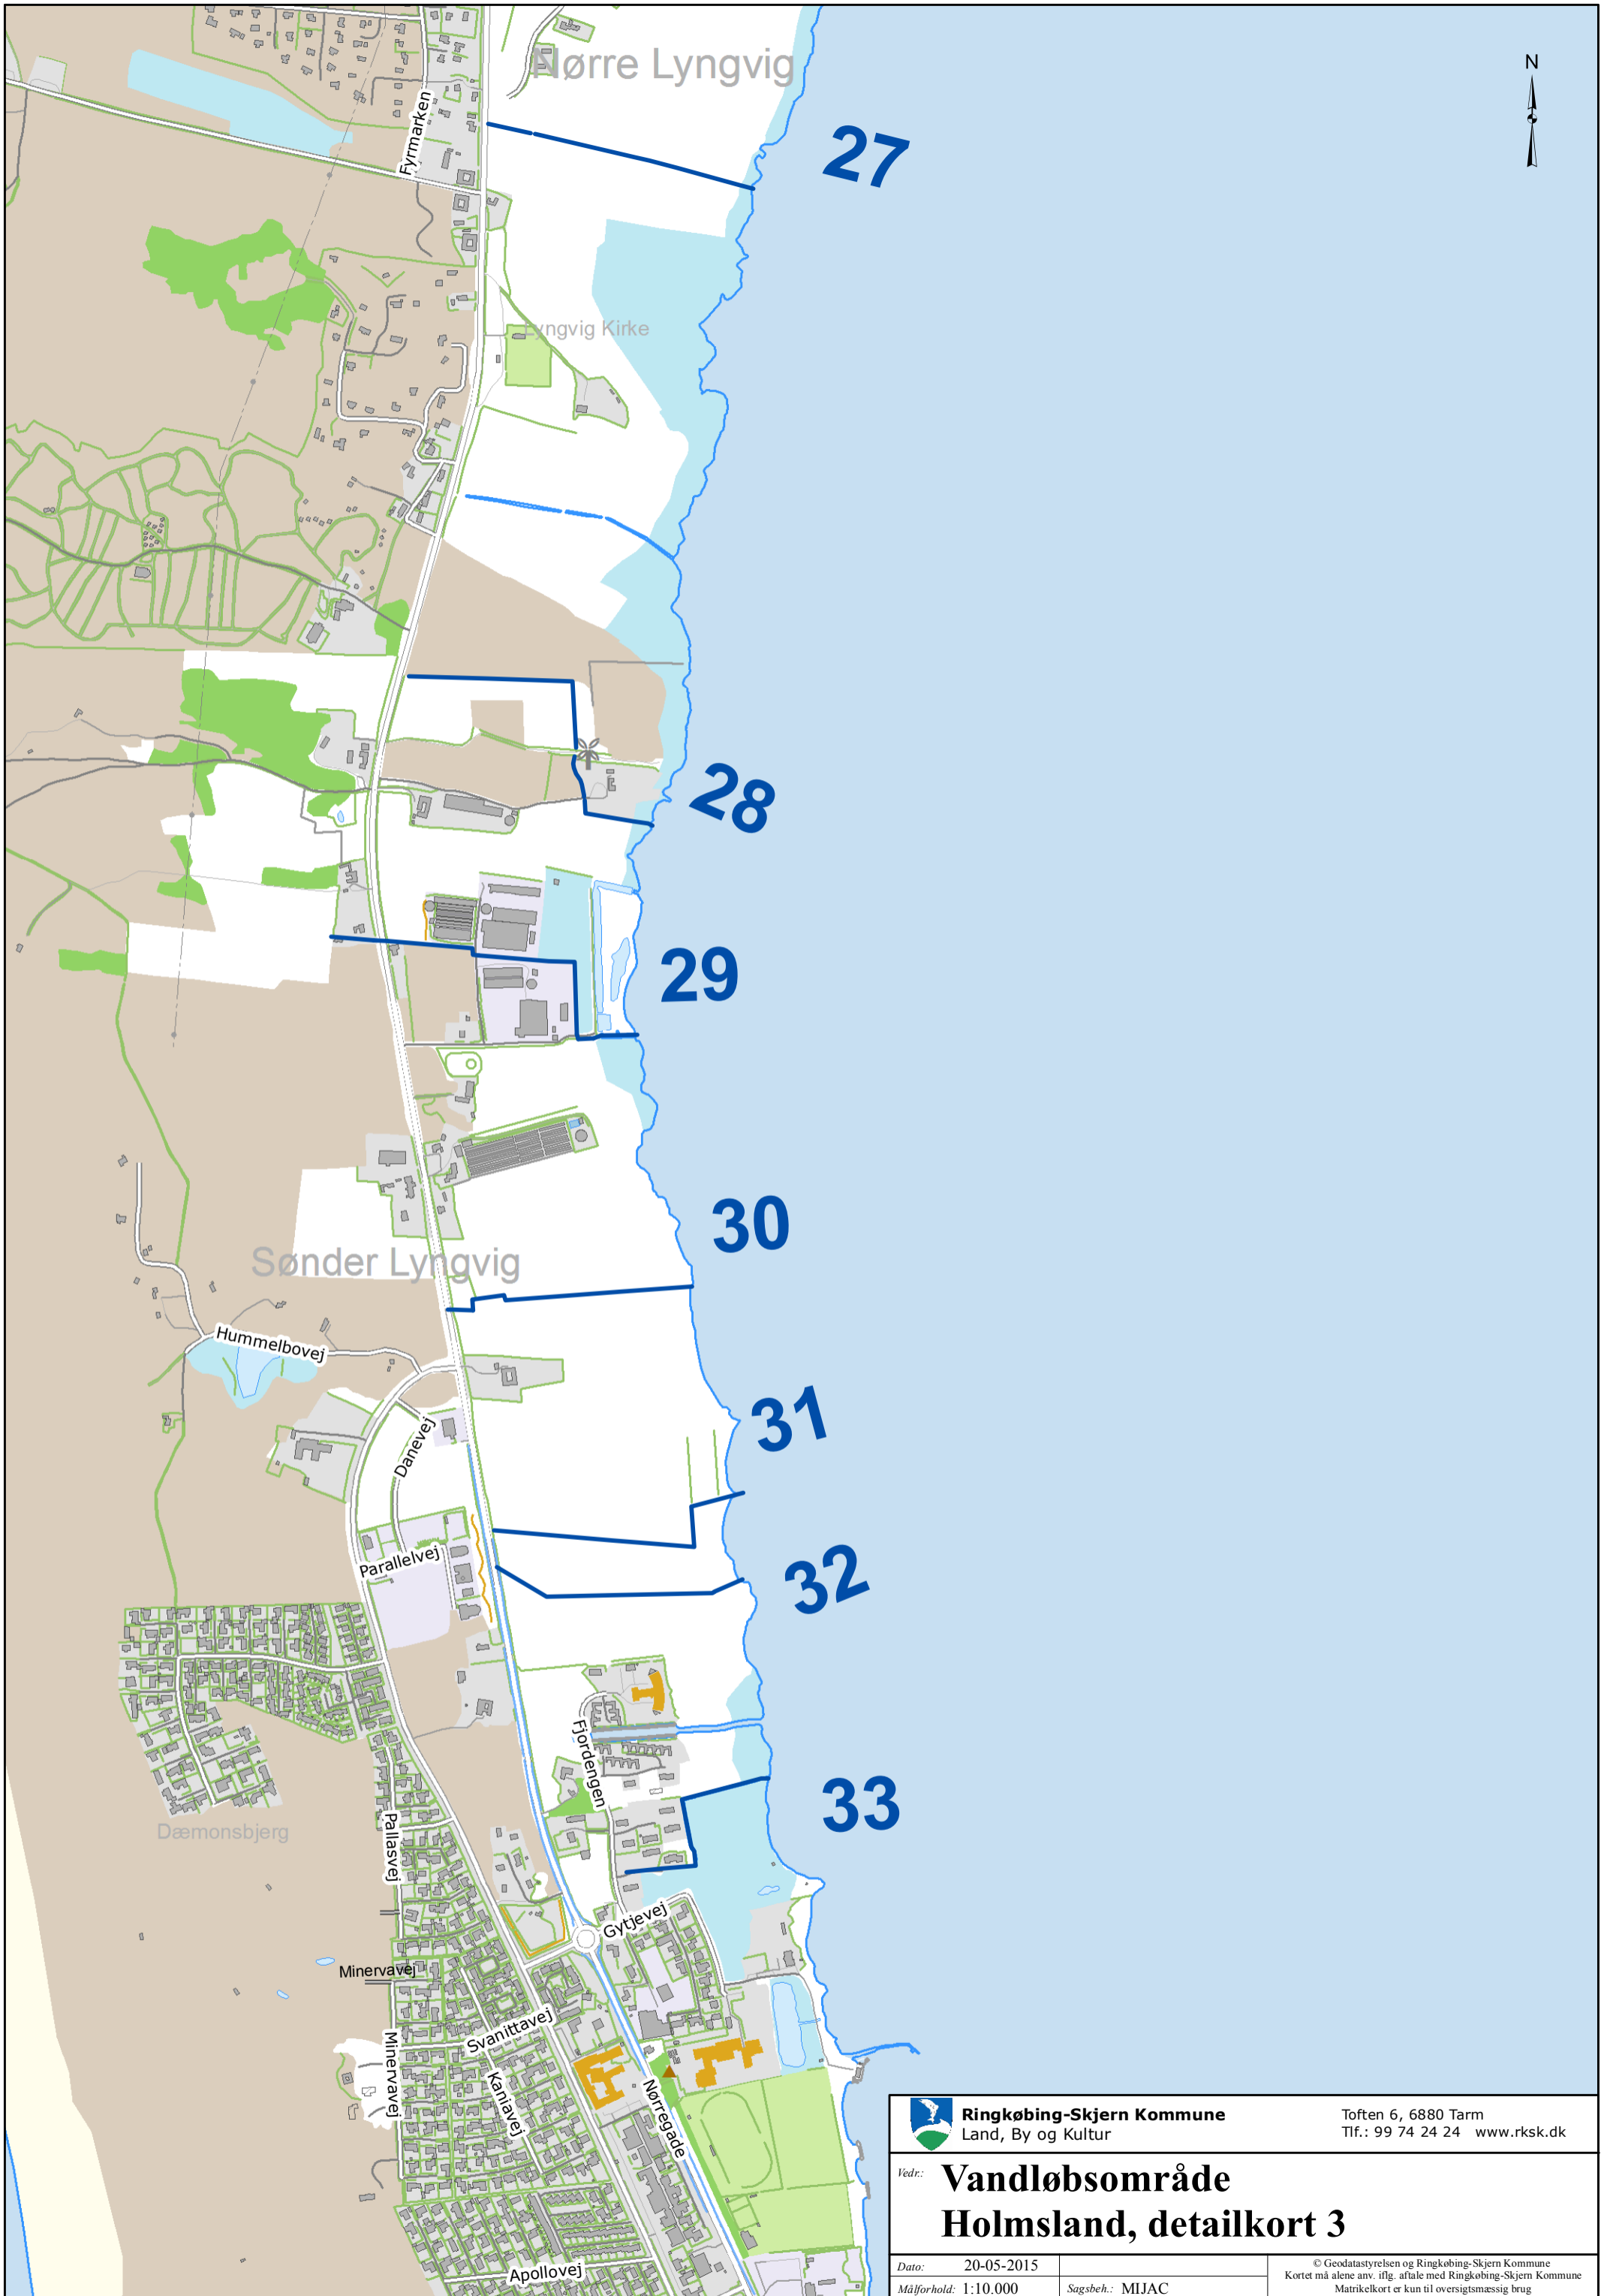 Nørre Lyngvig
N
Fyrmarken
27
Lyngvig Kirke
28
29
30
Sønder Lyngvig
Hummelbovej
31
Danevej
Parallelvej
32
Fjordengen
33
Dæmonsbjerg
Pallasvej
Gytjevej
Minervavej
Svanittavej
Minervavej
Kaniavej
Nørregade
Apollovej
Ringkøbing-Skjern Kommune
Land, By og Kultur
Toften 6, 6880 Tarm
Tlf.: 99 74 24 24 www.rksk.dk
Vedr.: Vandløbsområde
Holmsland, detailkort 3
Dato: 20-05-2015
Målforhold: 1:10.000
Sagsbeh.: MIJAC
© Geodatastyrelsen og Ringkøbing-Skjern Kommune
Kortet må alene anv. iflg. aftale med Ringkøbing-Skjern Kommune
Matrikelkort er kun til oversigtsmæssig brug